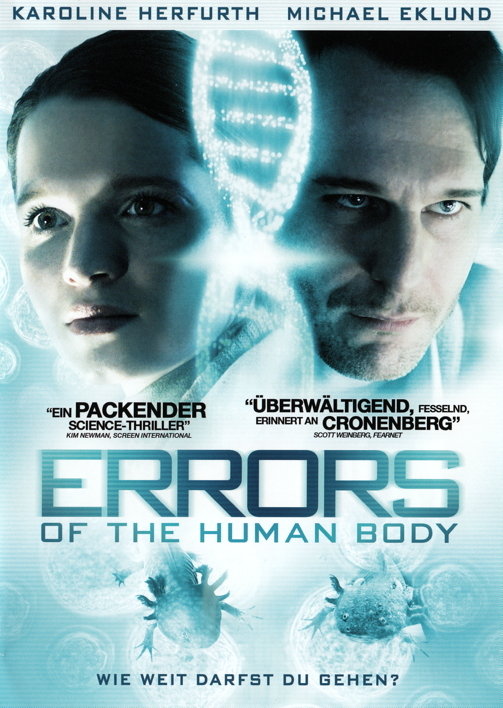 KAROLINE HERFURTH MICHAEL EKLUND
"EIN PACKENDER
SCIENCE-THRILLER"
KIM NEWMAN, SCREEN INTERNATIONAL
"ÜBERWÄLTIGEND, FESSELND,
ERINNERT AN CRONENBERG"
SCOTT WEINBERG, FEARNET
ERRORS
OF THE HUMAN BODY
WIE WEIT DARFST DU GEHEN?